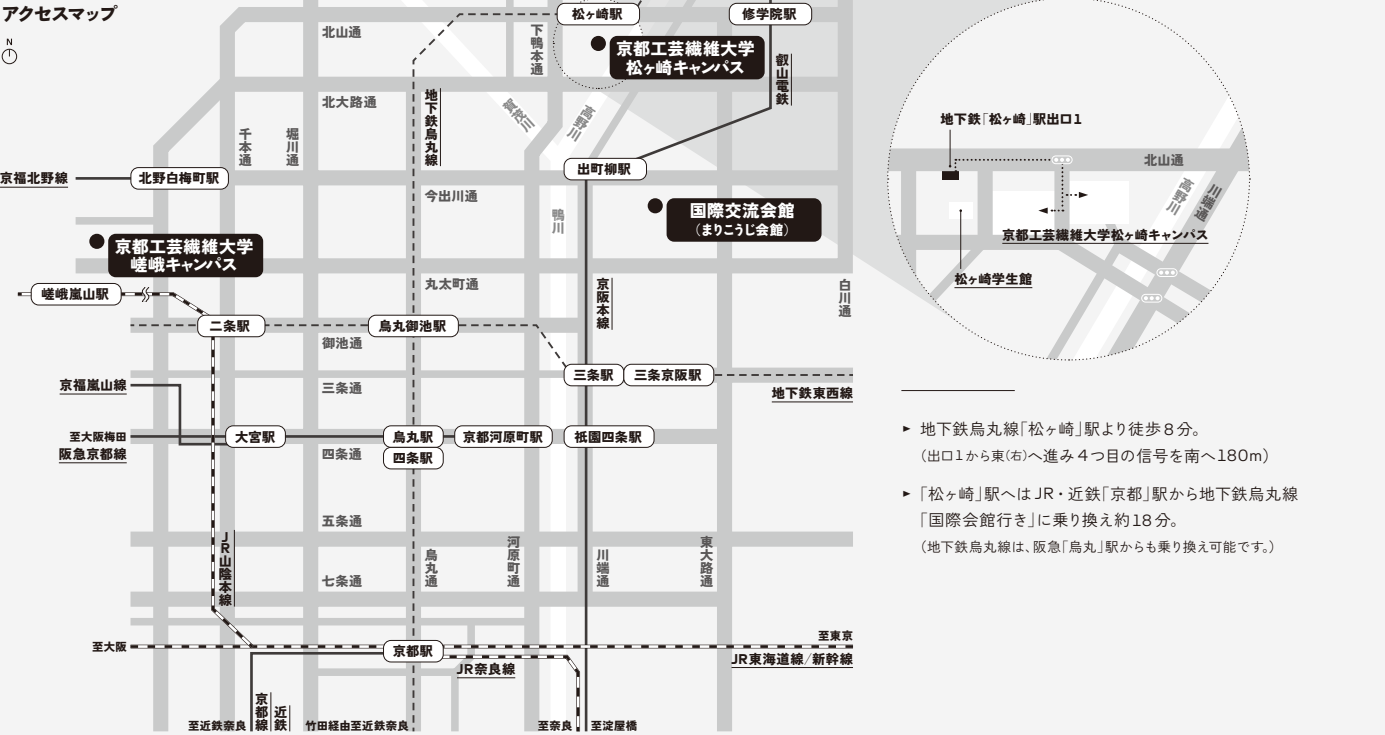 アクセスマップ
N
松ヶ崎駅
修学院駅
北山通
下鴨本通
京都工芸繊維大学
松ヶ崎キャンパス
叡山電鉄
北大路通
地下鉄烏丸線
賀茂川
高野川
千本通
堀川通
出町柳駅
京福北野線
北野白梅町駅
今出川通
鴨川
国際交流会館
(まりこうじ会館)
京都工芸繊維大学
嵯峨キャンパス
丸太町通
京阪本線
白川通
嵯峨嵐山駅
二条駅
烏丸御池駅
御池通
三条駅
三条京阪駅
京福嵐山線
三条通
地下鉄東西線
至大阪梅田
阪急京都線
大宮駅
烏丸駅
京都河原町駅
祇園四条駅
四条通
四条駅
五条通
JR山陰本線
烏丸通
河原町通
川端通
東大路通
七条通
至大阪
京都駅
至東京
JR東海道線/新幹線
JR奈良線
京都線
近鉄
至近鉄奈良
竹田経由至近鉄奈良
至奈良
至淀屋橋
地下鉄「松ヶ崎」駅出口1
北山通
高野川
川端通
京都工芸繊維大学松ヶ崎キャンパス
松ヶ崎学生館
► 地下鉄烏丸線「松ヶ崎」駅より徒歩8分。
(出口1から東(右)へ進み4つ目の信号を南へ180m)
► 「松ヶ崎」駅へはJR・近鉄「京都」駅から地下鉄烏丸線
「国際会館行き」に乗り換え約18分。
(地下鉄烏丸線は、阪急「烏丸」駅からも乗り換え可能です。)